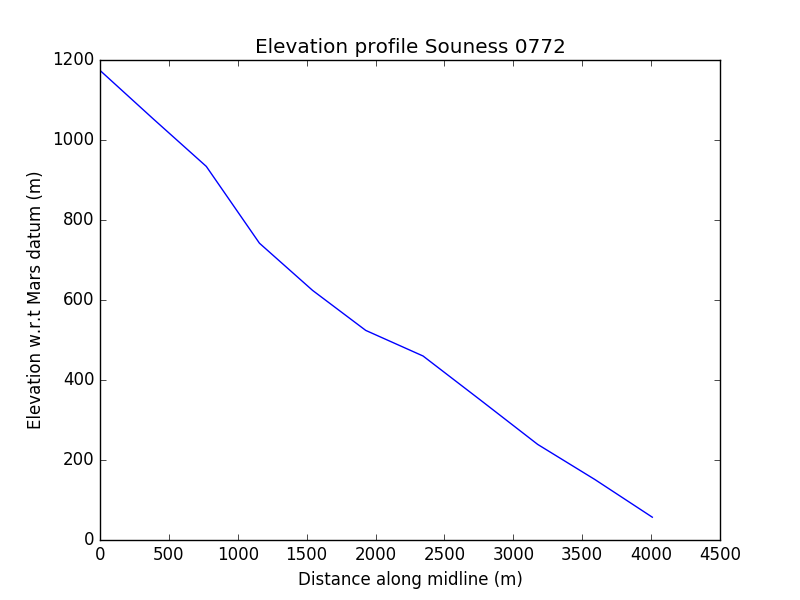 Elevation profile Souness 0772
1200
1000
800
600
400
200
0
Elevation w.r.t Mars datum (m)
0 500 1000 1500 2000 2500 3000 3500 4000 4500
Distance along midline (m)